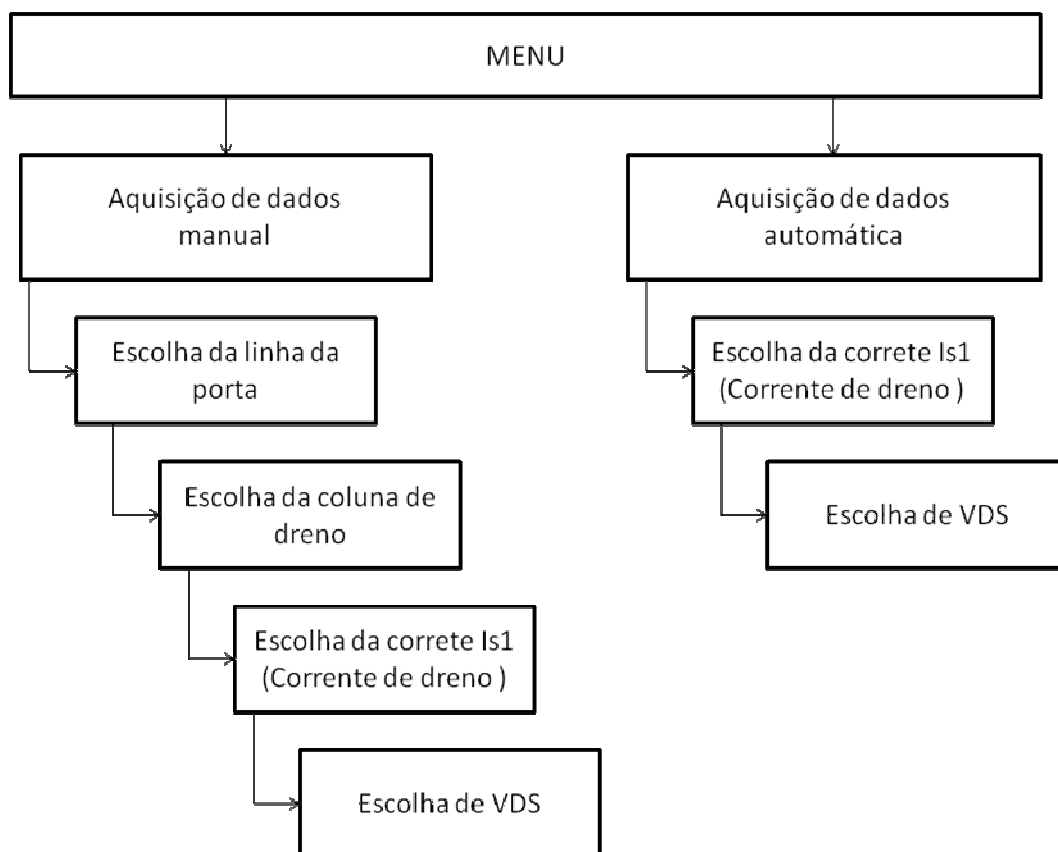 MENU
Aquisição de dados
manual
Escolha da linha da
porta
Escolha da coluna de
dreno
Escolha da correte Is1
(Corrente de dreno )
Escolha de VDS
Aquisição de dados
automática
Escolha da correte Is1
(Corrente de dreno )
Escolha de VDS